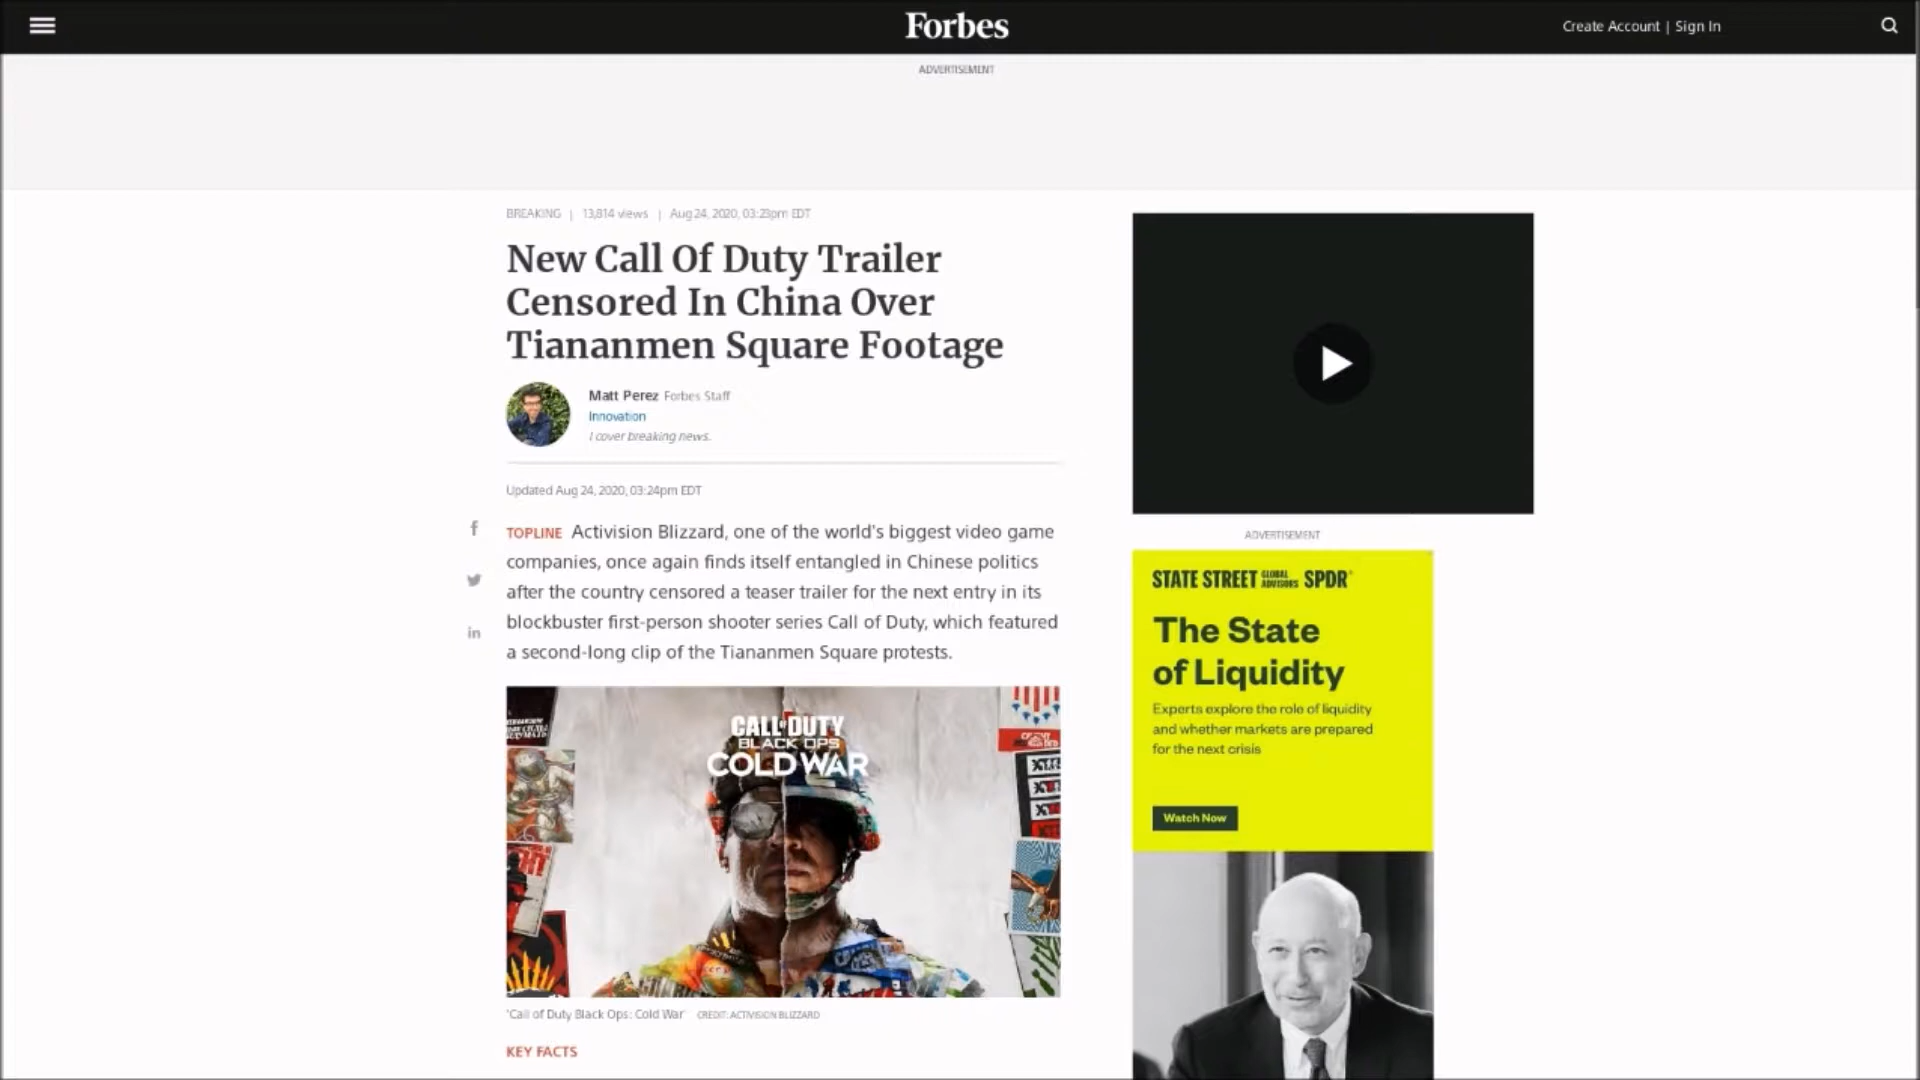 Forbes
Create Account | Sign In
ADVERTISEMENT
BREAKING | 13,814 views | Aug 24, 2020, 03:23pm EDT
New Call Of Duty Trailer
Censored In China Over
Tiananmen Square Footage
Matt Perez Forbes Staff
Innovation
I cover breaking news.
Updated Aug 24, 2020, 03:24pm EDT
TOPLINE Activision Blizzard, one of the world's biggest video game
companies, once again finds itself entangled in Chinese politics
after the country censored a teaser trailer for the next entry in its
blockbuster first-person shooter series Call of Duty, which featured
a second-long clip of the Tiananmen Square protests.
CALL OF DUTY
BLACK OPS
COLD WAR
'Call of Duty Black Ops: Cold War' CREDIT: ACTIVISION BLIZZARD
KEY FACTS
ADVERTISEMENT
STATE STREET GLOBAL ADVISORS SPDR®
The State
of Liquidity
Experts explore the role of liquidity
and whether markets are prepared
for the next crisis
Watch Now